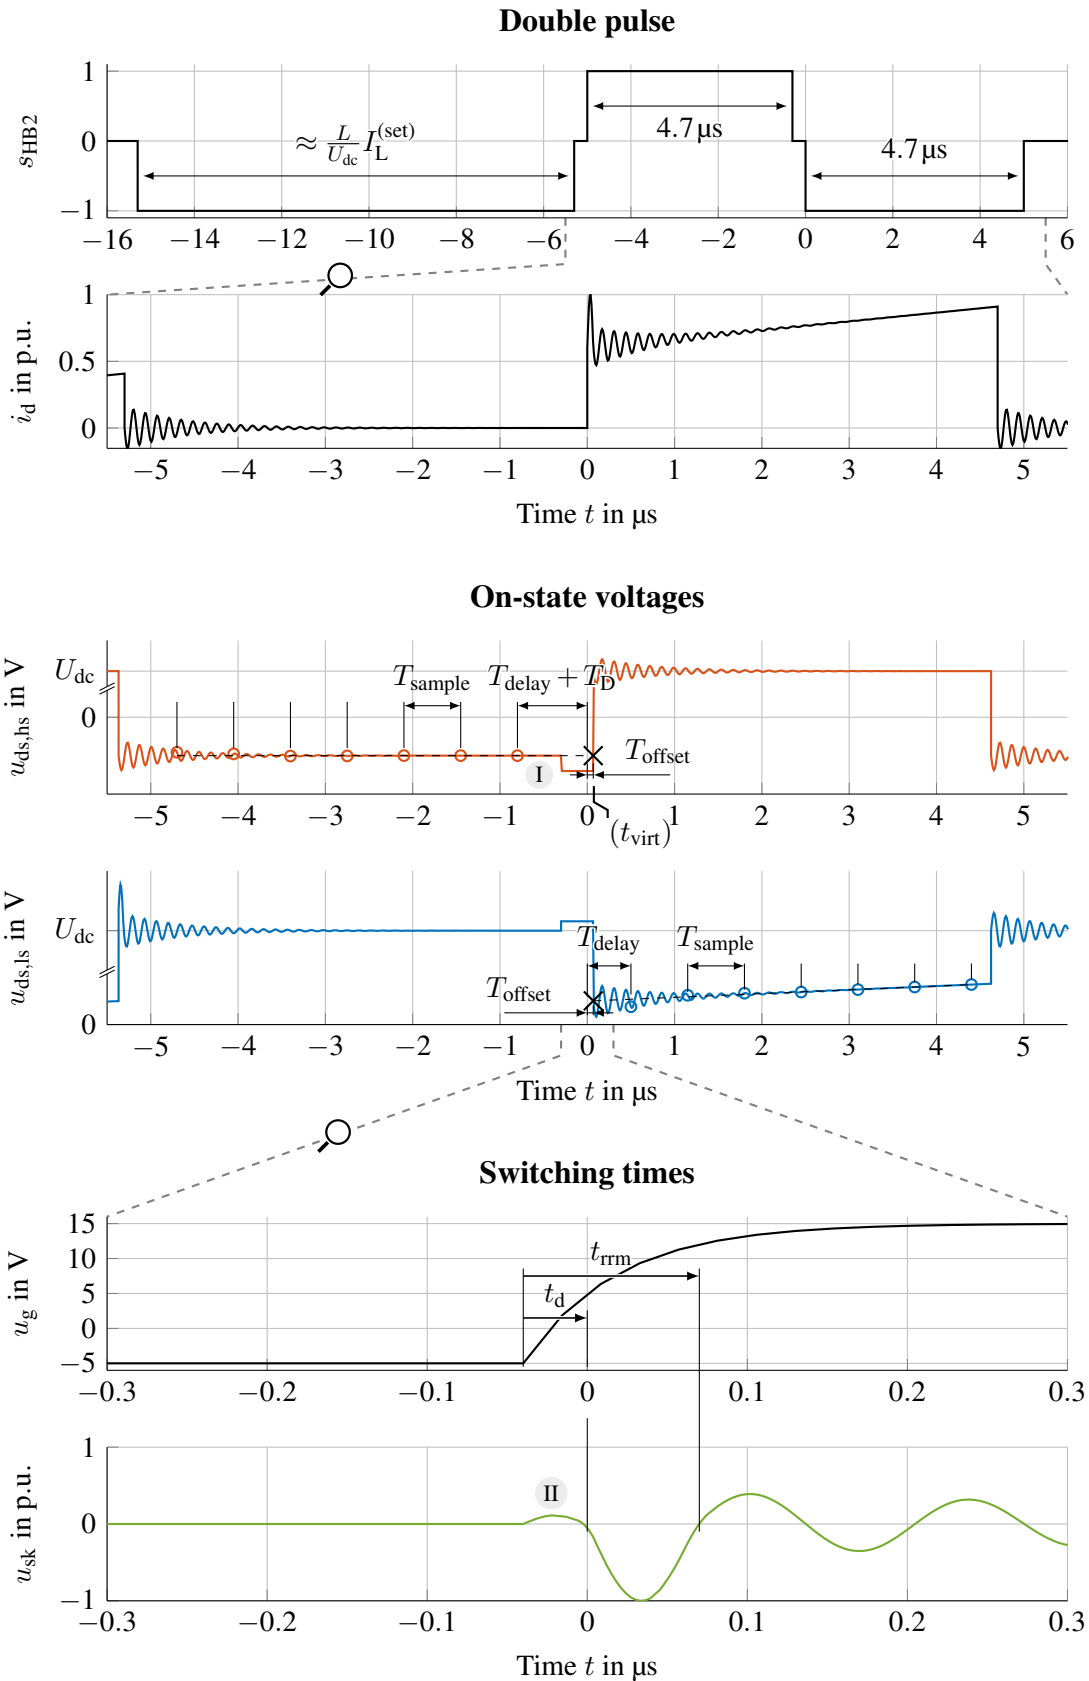 Double pulse
s_HB2
1
0
−1
≈ L/U_dc I_L^(set)
4.7 µs
4.7 µs
−16 −14 −12 −10 −8 −6 −4 −2 0 2 4 6
i_d in p.u.
1
0.5
0
−5 −4 −3 −2 −1 0 1 2 3 4 5
Time t in µs
On-state voltages
u_ds,hs in V
U_dc
0
T_sample
T_delay + T_D
T_offset
I
−5 −4 −3 −2 −1 0 1 2 3 4 5
(t_virt)
u_ds,ls in V
U_dc
0
T_delay
T_sample
T_offset
−5 −4 −3 −2 −1 0 1 2 3 4 5
Time t in µs
Switching times
u_g in V
15
10
5
0
−5
t_rrm
t_d
−0.3 −0.2 −0.1 0 0.1 0.2 0.3
u_sk in p.u.
1
0
−1
II
−0.3 −0.2 −0.1 0 0.1 0.2 0.3
Time t in µs